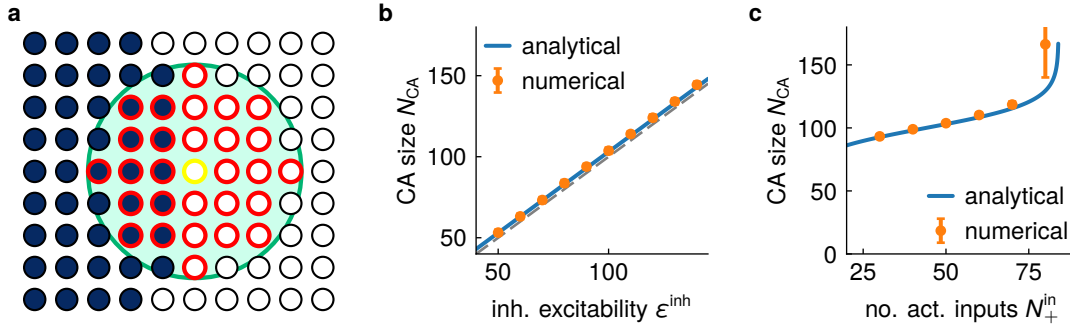 a
b
c
analytical
numerical
CA size N_CA
150
100
50
50
100
inh. excitability ε^inh
CA size N_CA
150
100
50
0
25
50
75
analytical
numerical
no. act. inputs N_+^in